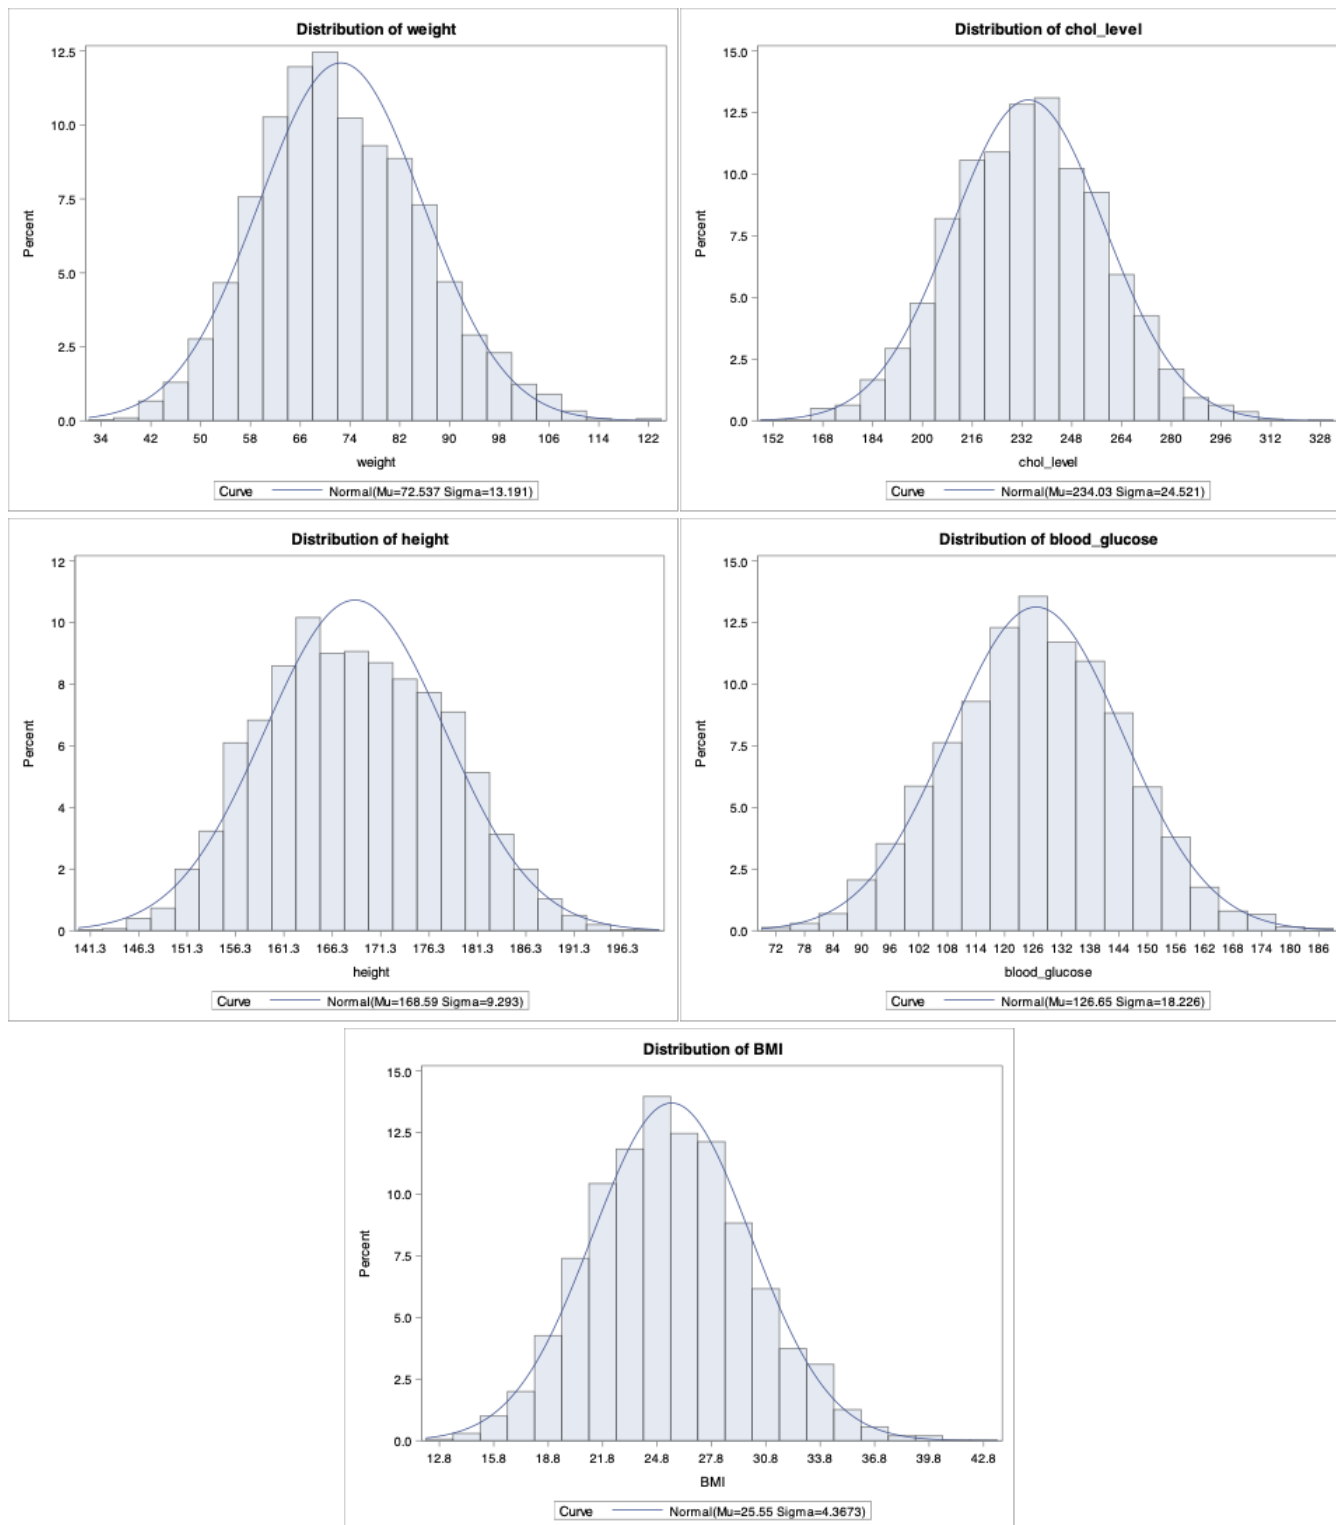 Distribution of weight
12.5
10.0
7.5
5.0
2.5
0.0
Percent
34 42 50 58 66 74 82 90 98 106 114 122
weight
Curve Normal(Mu=72.537 Sigma=13.191)
Distribution of chol_level
15.0
12.5
10.0
7.5
5.0
2.5
0.0
Percent
152 168 184 200 216 232 248 264 280 296 312 328
chol_level
Curve Normal(Mu=234.03 Sigma=24.521)
Distribution of height
12
10
8
6
4
2
0
Percent
141.3 146.3 151.3 156.3 161.3 166.3 171.3 176.3 181.3 186.3 191.3 196.3
height
Curve Normal(Mu=168.59 Sigma=9.293)
Distribution of blood_glucose
15.0
12.5
10.0
7.5
5.0
2.5
0.0
Percent
72 78 84 90 96 102 108 114 120 126 132 138 144 150 156 162 168 174 180 186
blood_glucose
Curve Normal(Mu=126.65 Sigma=18.226)
Distribution of BMI
15.0
12.5
10.0
7.5
5.0
2.5
0.0
Percent
12.8 15.8 18.8 21.8 24.8 27.8 30.8 33.8 36.8 39.8 42.8
BMI
Curve Normal(Mu=25.55 Sigma=4.3673)